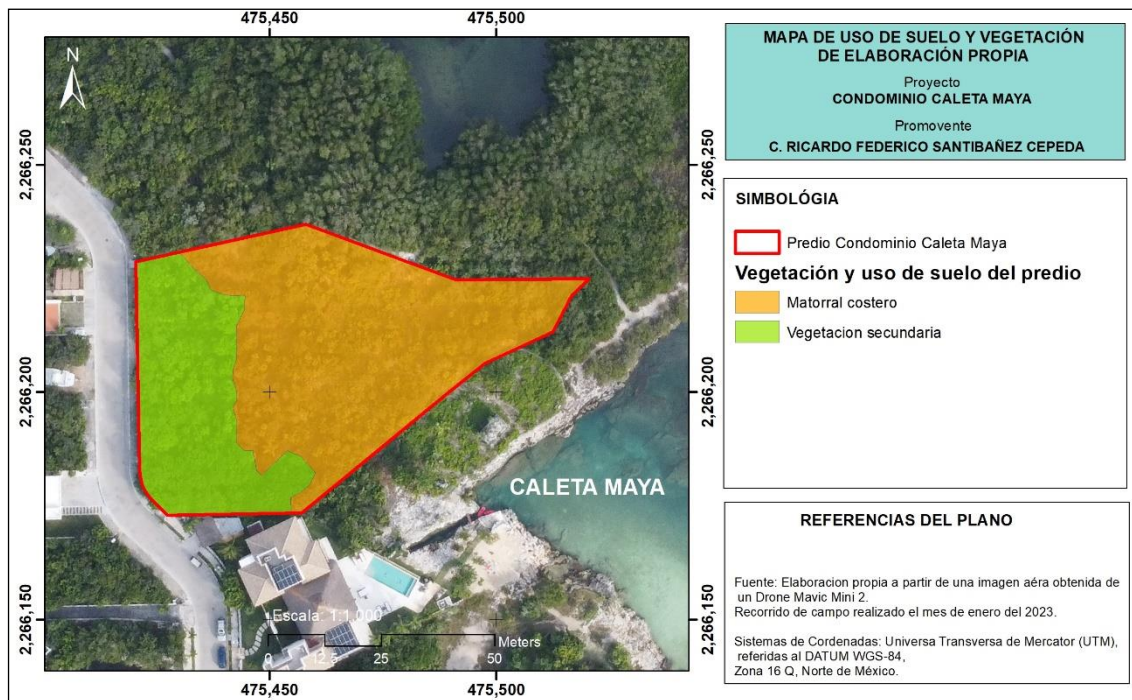 475,450
475,500
N
2,266,250
2,266,200
2,266,150
2,266,250
2,266,200
2,266,150
CALETA MAYA
Escala: 1:1,000
Meters
0
12.5
25
50
475,450
475,500
MAPA DE USO DE SUELO Y VEGETACIÓN
DE ELABORACIÓN PROPIA
Proyecto
CONDOMINIO CALETA MAYA
Promovente
C. RICARDO FEDERICO SANTIBAÑEZ CEPEDA
SIMBOLÓGIA
Predio Condominio Caleta Maya
Vegetación y uso de suelo del predio
Matorral costero
Vegetacion secundaria
REFERENCIAS DEL PLANO
Fuente: Elaboracion propia a partir de una imagen aéra obtenida de
un Drone Mavic Mini 2.
Recorrido de campo realizado el mes de enero del 2023.
Sistemas de Cordenadas: Universa Transversa de Mercator (UTM),
referidas al DATUM WGS-84,
Zona 16 Q, Norte de México.